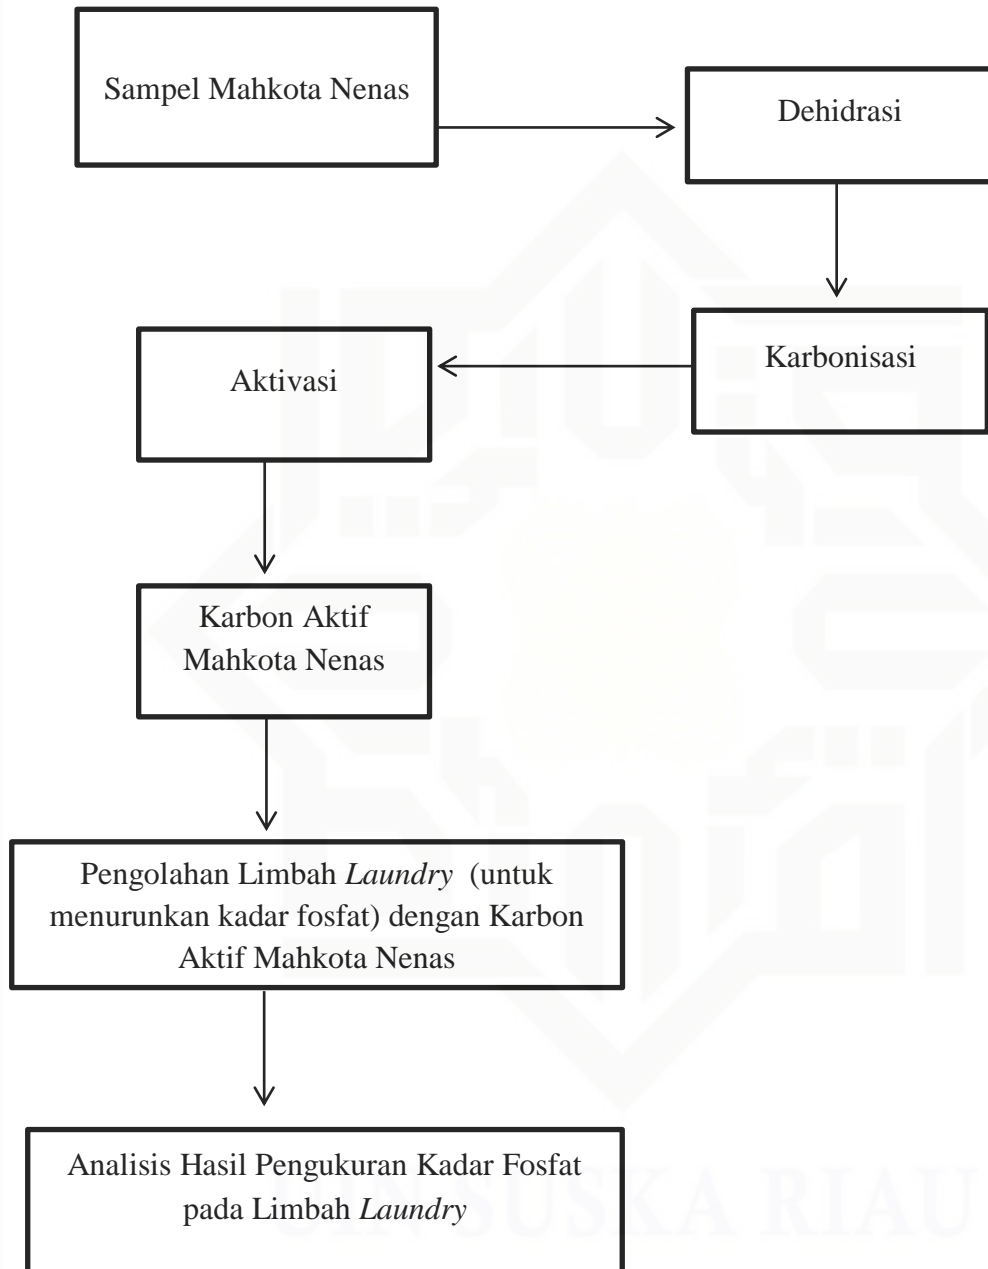 Sampel Mahkota Nenas
Dehidrasi
Karbonisasi
Aktivasi
Karbon Aktif
Mahkota Nenas
Pengolahan Limbah Laundry (untuk
menurunkan kadar fosfat) dengan Karbon
Aktif Mahkota Nenas
Analisis Hasil Pengukuran Kadar Fosfat
pada Limbah Laundry
UIN SUSKA RIAU